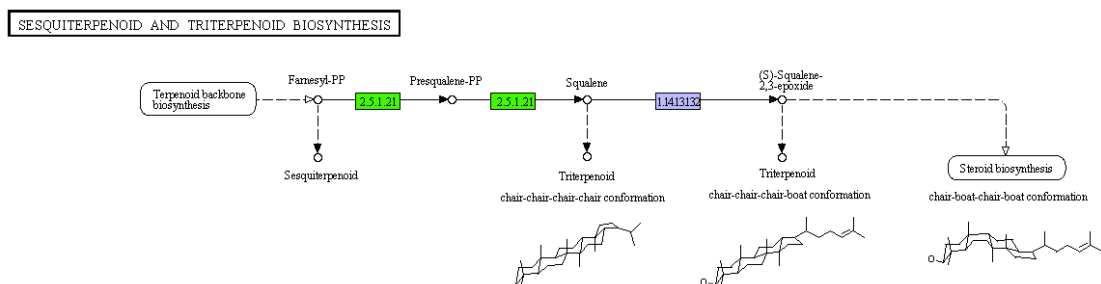 SESQUITERPENOID AND TRITERPENOID BIOSYNTHESIS
Terpenoid backbone
biosynthesis
Farnesyl-PP
2.5.1.21
Presqualene-PP
2.5.1.21
Squalene
1.14.13.132
(S)-Squalene-
2,3-epoxide
Sesquiterpenoid
Triterpenoid
chair-chair-chair-chair conformation
Triterpenoid
chair-chair-chair-boat conformation
Steroid biosynthesis
chair-boat-chair-boat conformation
O
O